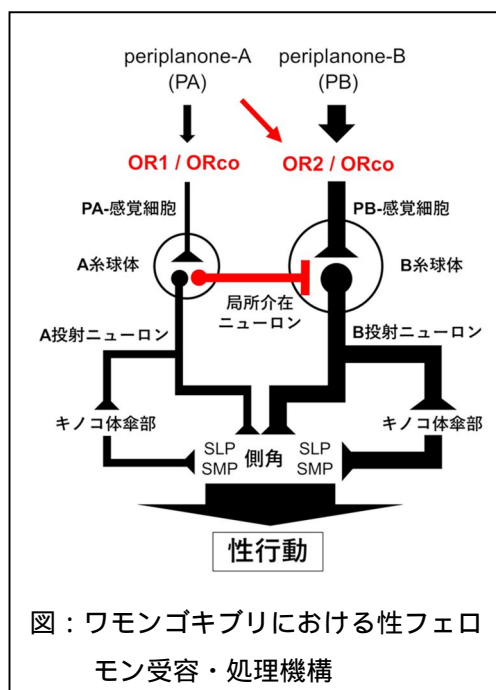 periplanone-A periplanone-B
(PA) (PB)
OR1 / ORco OR2 / ORco
PA-感覚細胞 PB-感覚細胞
A糸球体 B糸球体
局所介在
ニューロン
A投射ニューロン B投射ニューロン
キノコ体傘部 キノコ体傘部
SLP 側角 SLP
SMP SMP
性行動
図：ワモンゴキブリにおける性フェロ
モン受容・処理機構